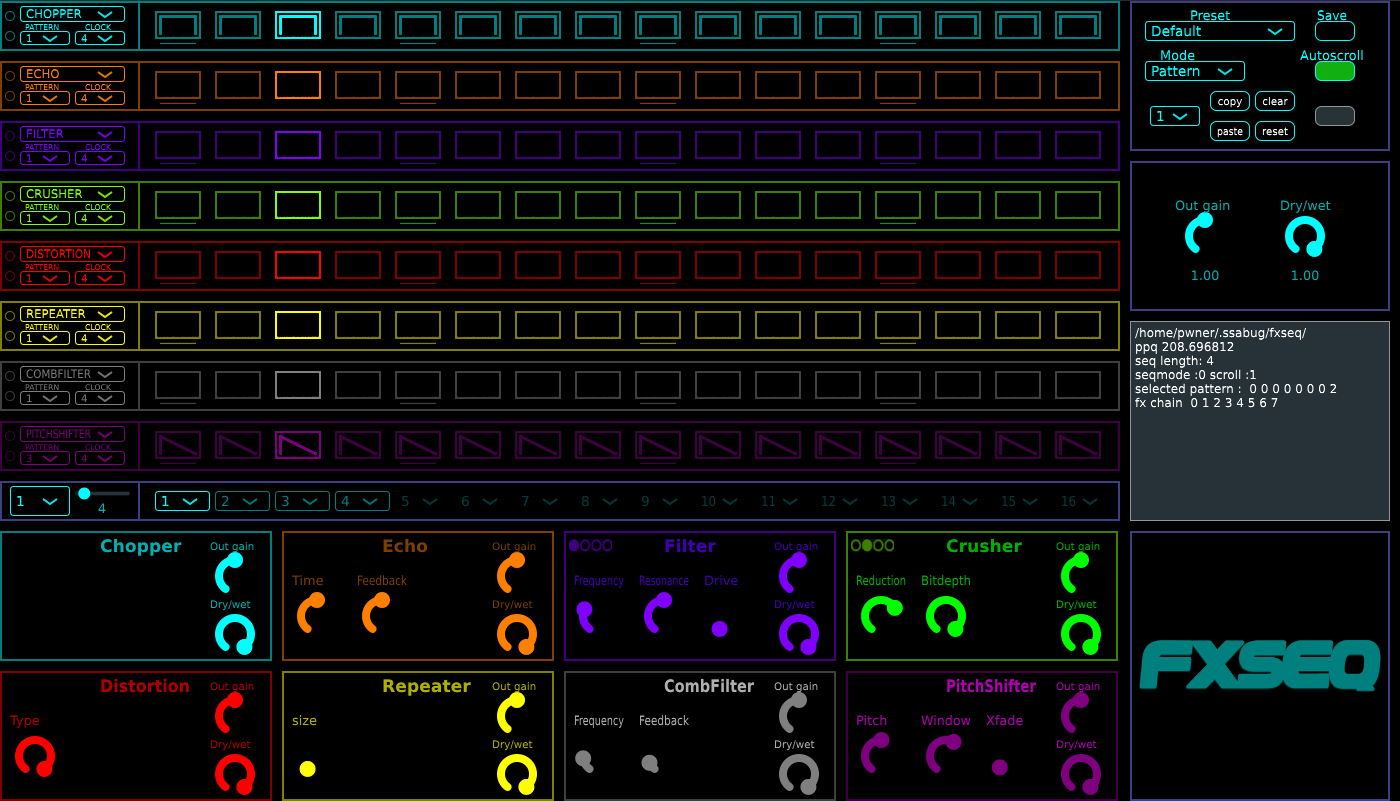 CHOPPER
PATTERN CLOCK
1 4
ECHO
PATTERN CLOCK
1 4
FILTER
PATTERN CLOCK
1 4
CRUSHER
PATTERN CLOCK
1 4
DISTORTION
PATTERN CLOCK
1 4
REPEATER
PATTERN CLOCK
1 4
COMBFILTER
PATTERN CLOCK
1 4
PITCHSHIFTER
PATTERN CLOCK
3 4
1 4 1 2 3 4 5 6 7 8 9 10 11 12 13 14 15 16
Preset Save
Default
Mode Autoscroll
Pattern
copy clear
1
paste reset
Out gain Dry/wet
1.00 1.00
/home/pwner/.ssabug/fxseq/
ppq 208.696812
seq length: 4
seqmode :0 scroll :1
selected pattern : 0 0 0 0 0 0 0 2
fx chain 0 1 2 3 4 5 6 7
Chopper Out gain
Dry/wet
Echo Out gain
Time Feedback
Dry/wet
Filter Out gain
Frequency Resonance Drive
Dry/wet
Crusher Out gain
Reduction Bitdepth
Dry/wet
Distortion Out gain
Type
Dry/wet
Repeater Out gain
size
Dry/wet
CombFilter Out gain
Frequency Feedback
Dry/wet
PitchShifter Out gain
Pitch Window Xfade
Dry/wet
FXSEQ